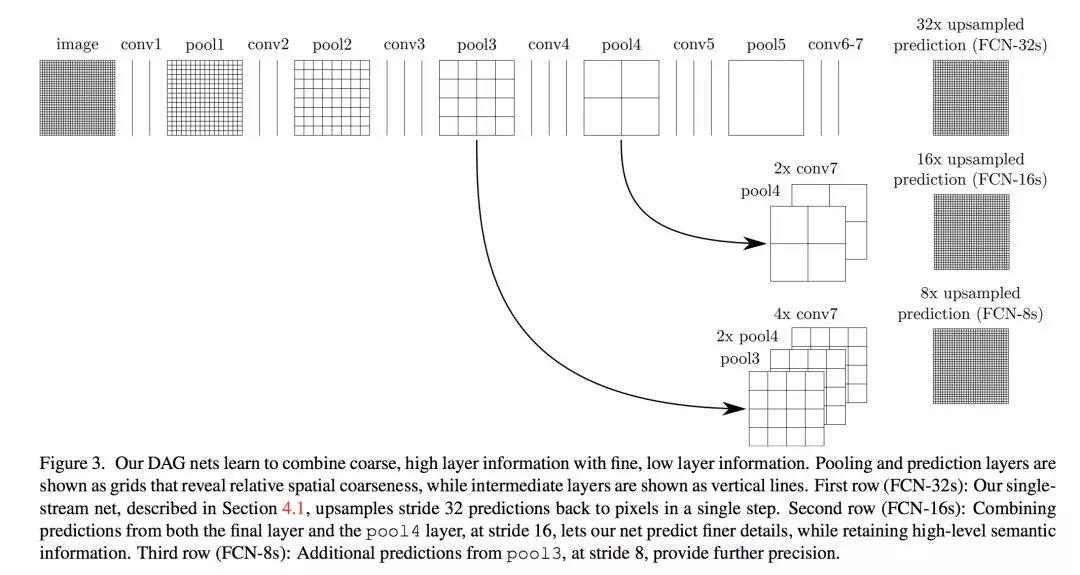 32x upsampled
image conv1 pool1 conv2 pool2 conv3 pool3 conv4 pool4 conv5 pool5 conv6-7 prediction (FCN-32s)
16x upsampled
2x conv7 prediction (FCN-16s)
pool4
8x upsampled
4x conv7 prediction (FCN-8s)
2x pool4
pool3
Figure 3. Our DAG nets learn to combine coarse, high layer information with fine, low layer information. Pooling and prediction layers are
shown as grids that reveal relative spatial coarseness, while intermediate layers are shown as vertical lines. First row (FCN-32s): Our single-
stream net, described in Section 4.1, upsamples stride 32 predictions back to pixels in a single step. Second row (FCN-16s): Combining
predictions from both the final layer and the pool4 layer, at stride 16, lets our net predict finer details, while retaining high-level semantic
information. Third row (FCN-8s): Additional predictions from pool3, at stride 8, provide further precision.